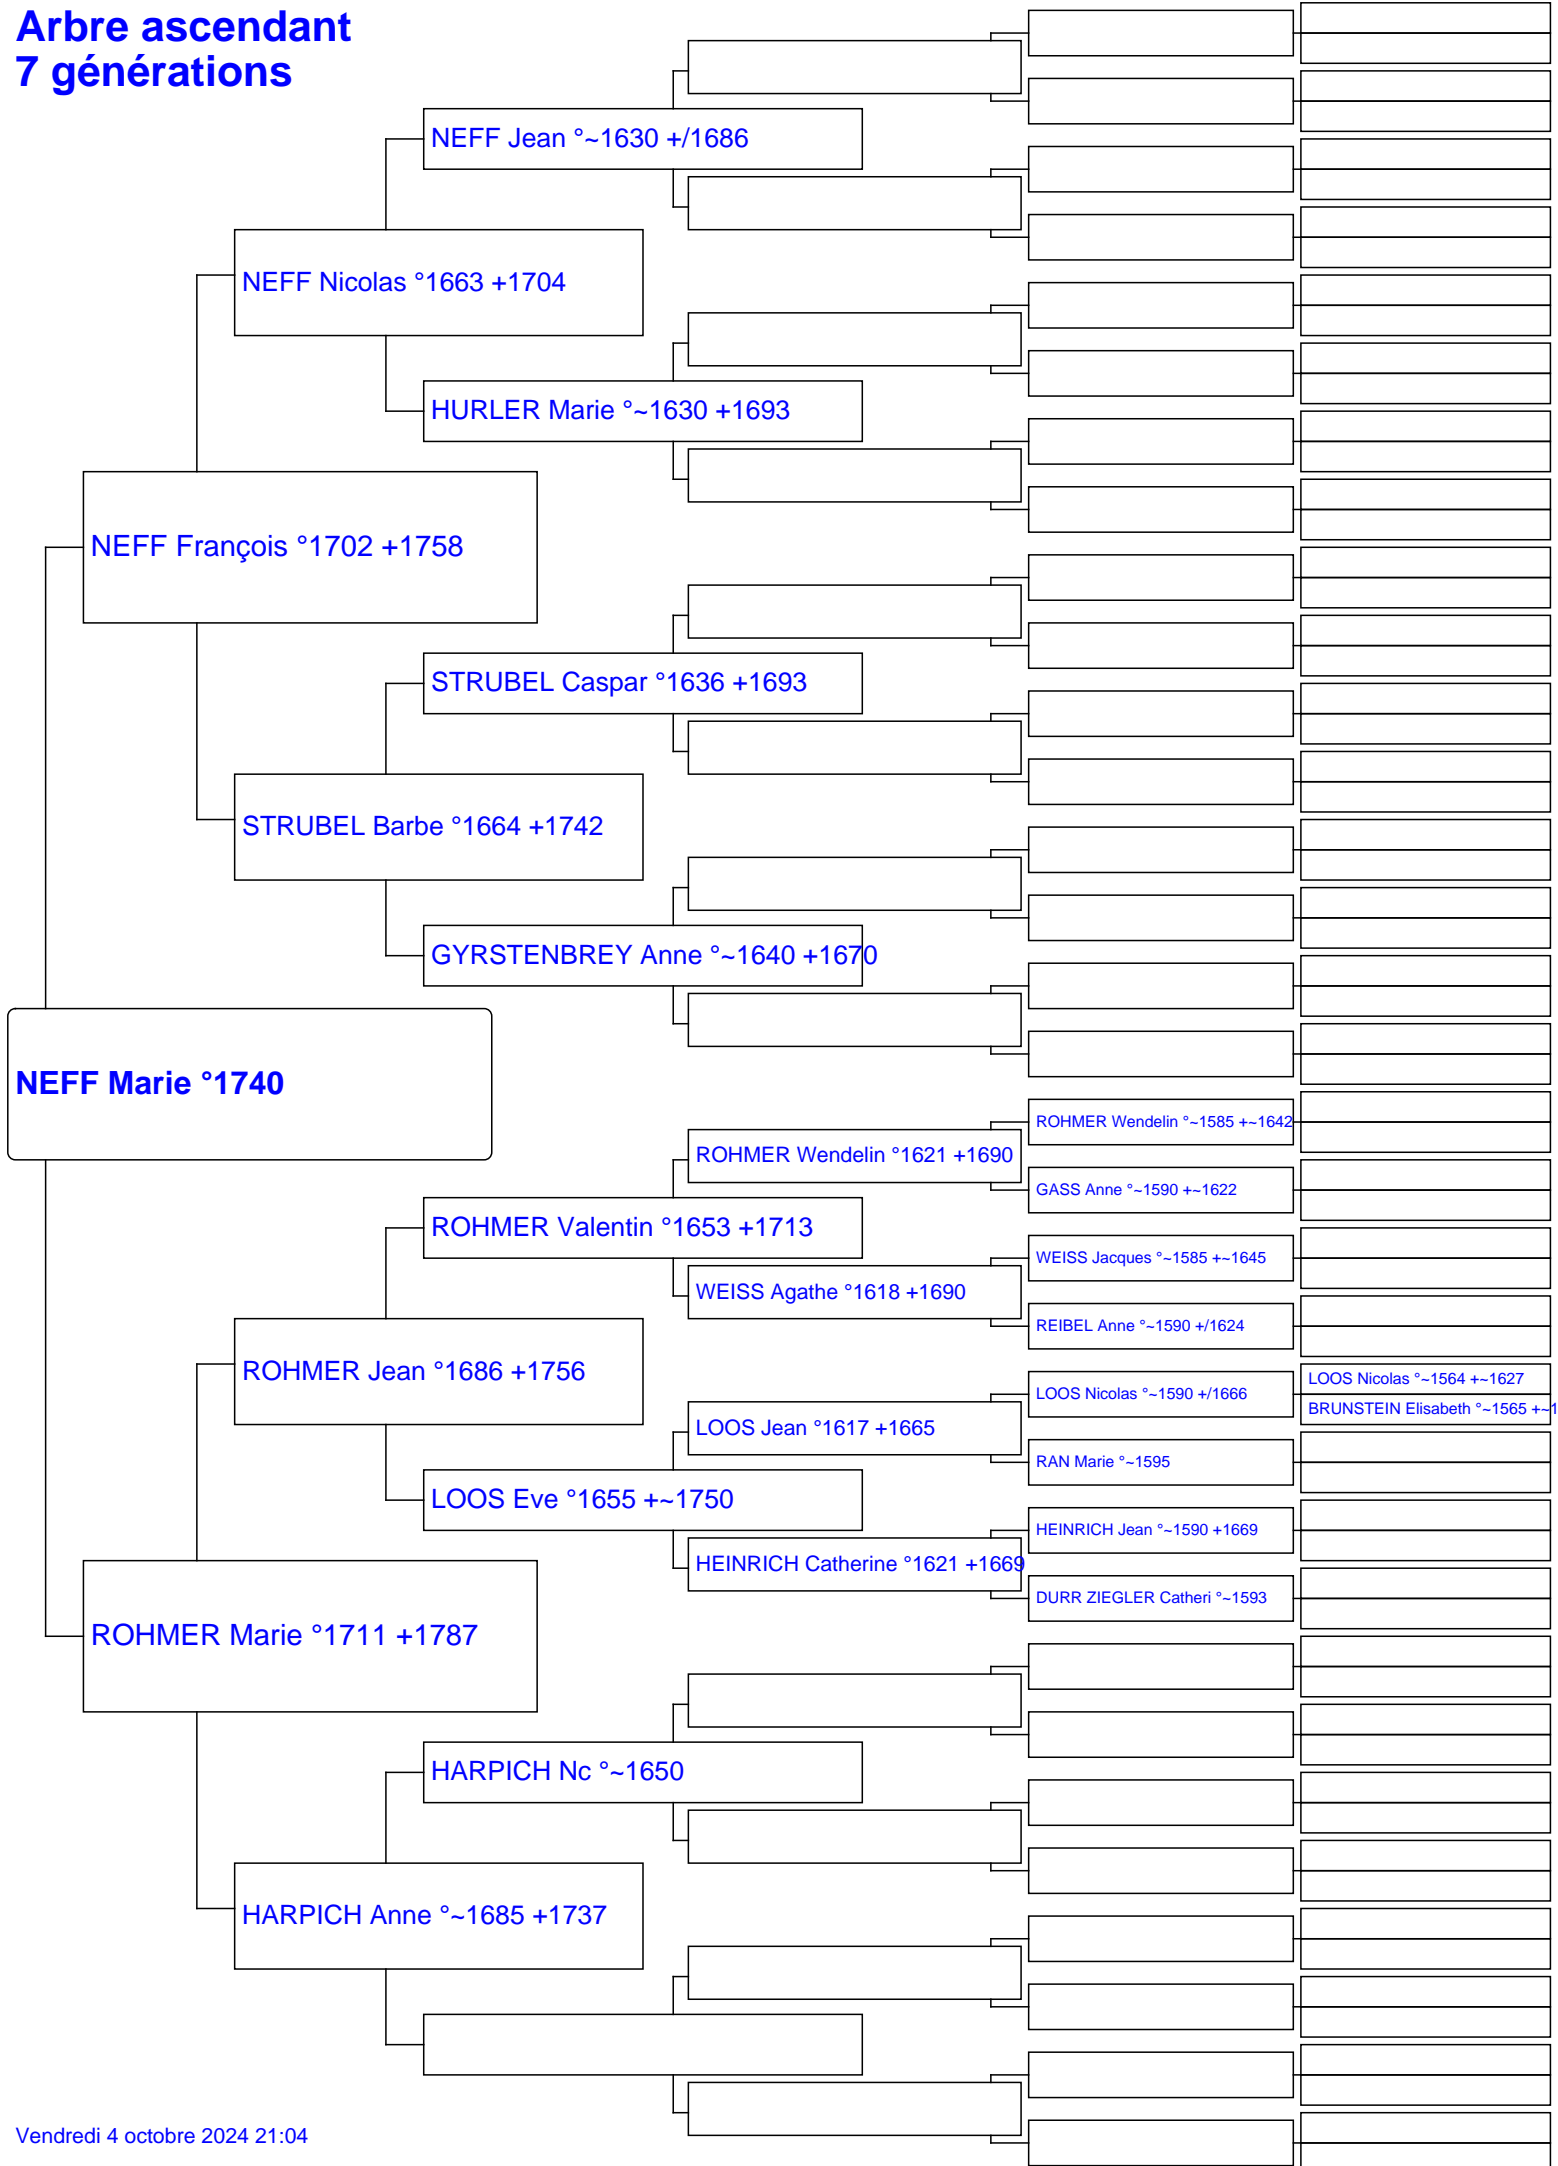 Arbre ascendant
7 générations
NEFF Jean °~1630 +/1686
NEFF Nicolas °1663 +1704
HURLER Marie °~1630 +1693
NEFF François °1702 +1758
STRUBEL Caspar °1636 +1693
STRUBEL Barbe °1664 +1742
GYRSTENBREY Anne °~1640 +1670
NEFF Marie °1740
ROHMER Wendelin °~1585 +~1642
ROHMER Wendelin °1621 +1690
GASS Anne °~1590 +~1622
ROHMER Valentin °1653 +1713
WEISS Jacques °~1585 +~1645
WEISS Agathe °1618 +1690
REIBEL Anne °~1590 +/1624
ROHMER Jean °1686 +1756
LOOS Nicolas °~1564 +~1627
LOOS Nicolas °~1590 +/1666
BRUNSTEIN Elisabeth °~1565 +~1
LOOS Jean °1617 +1665
RAN Marie °~1595
LOOS Eve °1655 +~1750
HEINRICH Jean °~1590 +1669
HEINRICH Catherine °1621 +1669
DURR ZIEGLER Catheri °~1593
ROHMER Marie °1711 +1787
HARPICH Nc °~1650
HARPICH Anne °~1685 +1737
Vendredi 4 octobre 2024 21:04